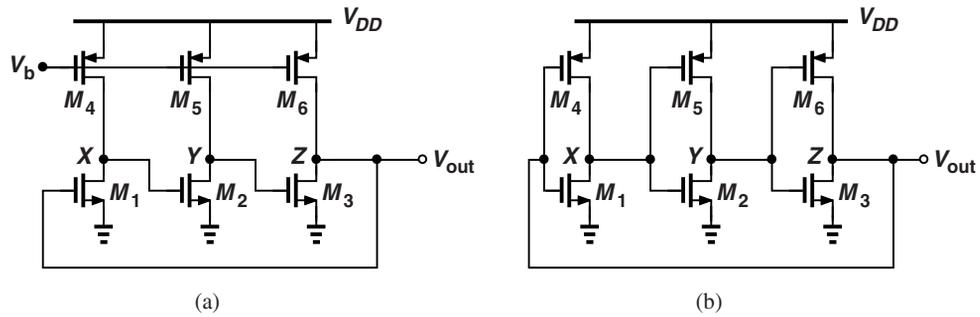 V_DD
V_b
M_4
M_5
M_6
X
Y
Z
V_out
M_1
M_2
M_3
(a)
V_DD
M_4
M_5
M_6
X
Y
Z
V_out
M_1
M_2
M_3
(b)